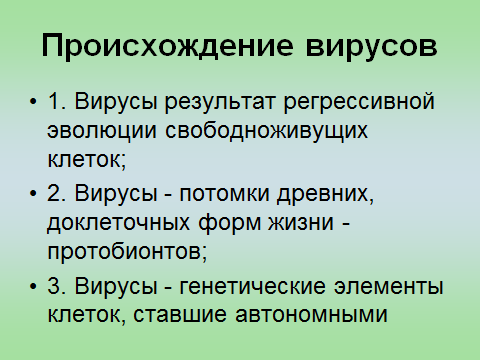 Происхождение вирусов
• 1. Вирусы результат регрессивной
эволюции свободноживущих
клеток;
• 2. Вирусы - потомки древних,
доклеточных форм жизни -
протобионтов;
• 3. Вирусы - генетические элементы
клеток, ставшие автономными